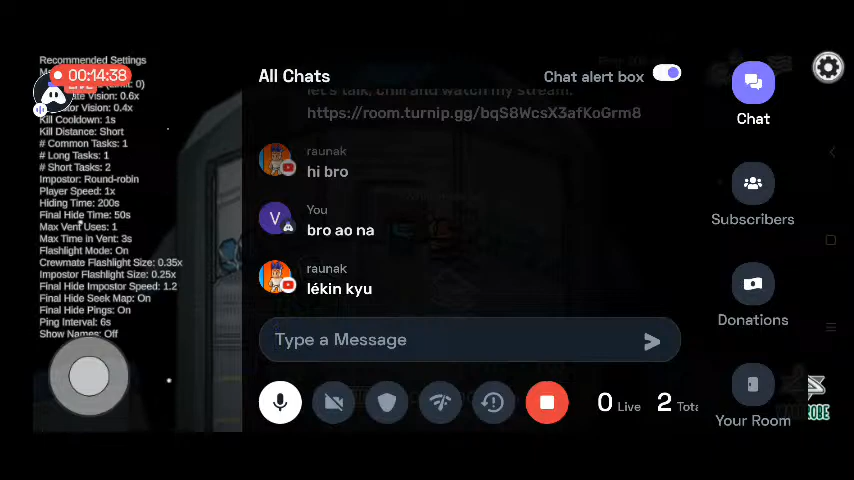 Recommended Settings
00:14:38
ate Vision: 0.6x
tor Vision: 0.4x
Kill Cooldown: 1s
Kill Distance: Short
# Common Tasks: 1
# Long Tasks: 1
# Short Tasks: 2
Impostor: Round-robin
Player Speed: 1x
Hiding Time: 200s
Final Hide Time: 50s
Max Vent Uses: 1
Max Time in Vent: 3s
Flashlight Mode: On
Crewmate Flashlight Size: 0.35x
Impostor Flashlight Size: 0.25x
Final Hide Impostor Speed: 1.2
Final Hide Seek Map: On
Final Hide Pings: On
Ping Interval: 6s
Show Names: Off
All Chats
Chat alert box
let's talk, chill and watch my stream.
https://room.turnip.gg/bqS8WcsX3afKoGrm8
raunak
hi bro
V
You
bro ao na
raunak
lékin kyu
Type a Message
0 Live 2 Tota
Chat
Subscribers
Donations
Your Room